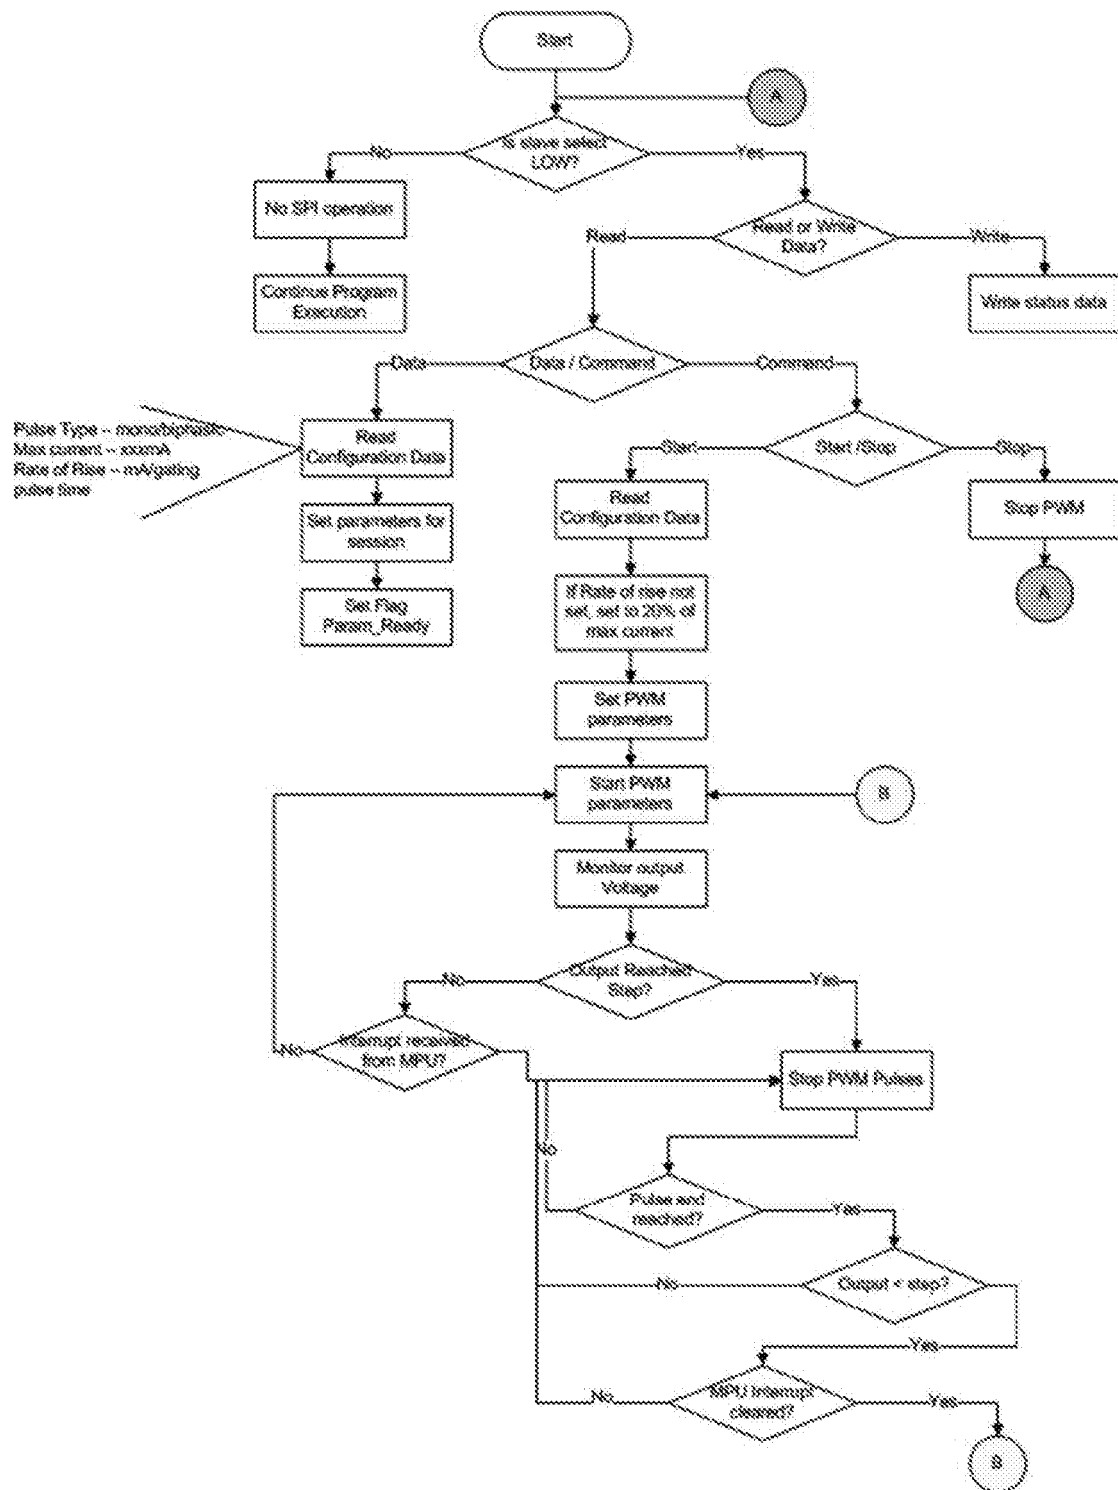 Start
A
Is slave select
LOW?
No
Yes
No SPI operation
Read or Write
Data?
Read
Write
Continue Program
Execution
Write status data
Data / Command
Data
Command
Pulse Type – mono/biphasic
Max current – xxxmA
Rate of Rise – mA/gating
pulse time
Read
Configuration Data
Start /Stop
Start
Stop
Set parameters for
session
Read
Configuration Data
Stop PWM
Set Flag
Param_Ready
If Rate of rise not
set, set to 20% of
max current
A
Set PWM
parameters
Start PWM
parameters
B
Monitor output
Voltage
Output Reached
Step?
No
Yes
Interrupt received
from MPU?
No
Stop PWM Pulses
No
Pulse end
reached?
Yes
Output < step?
No
Yes
MPU Interrupt
cleared?
No
Yes
B